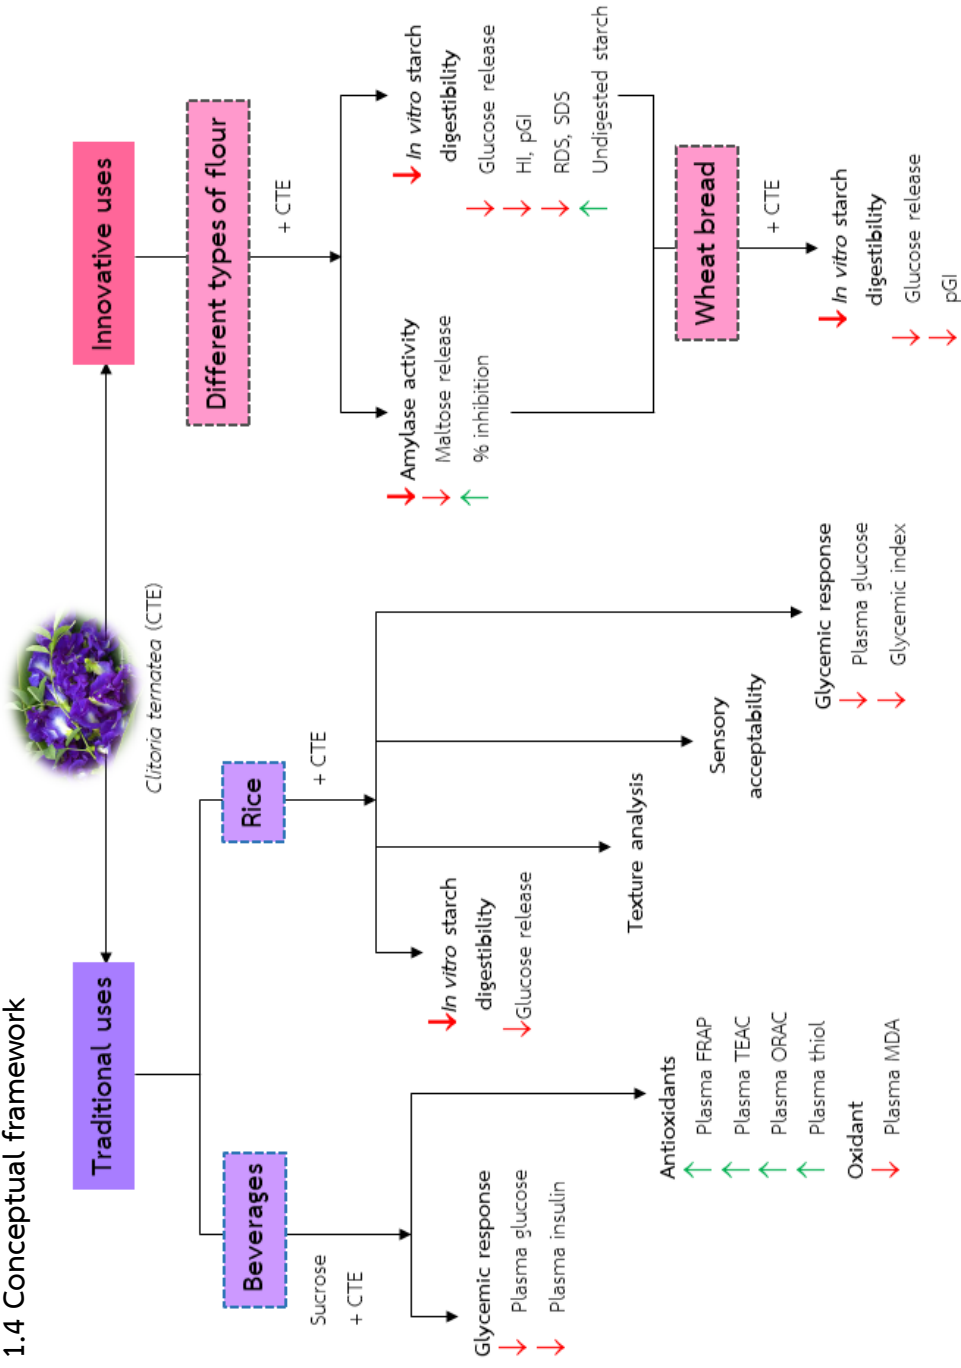 1.4 Conceptual framework
Clitoria ternatea (CTE)
Traditional uses
Innovative uses
Beverages
Sucrose
+ CTE
Glycemic response
↓ Plasma glucose
↓ Plasma insulin
Antioxidants
↑ Plasma FRAP
↑ Plasma TEAC
↑ Plasma ORAC
↑ Plasma thiol
Oxidant
↓ Plasma MDA
Rice
+ CTE
↓ In vitro starch
digestibility
↓ Glucose release
Texture analysis
Sensory
acceptability
Glycemic response
↓ Plasma glucose
↓ Glycemic index
Different types of flour
+ CTE
↓ Amylase activity
↓ Maltose release
↑ % inhibition
↓ In vitro starch
digestibility
↓ Glucose release
↓ HI, pGI
↓ RDS, SDS
↑ Undigested starch
Wheat bread
+ CTE
↓ In vitro starch
digestibility
↓ Glucose release
↓ pGI